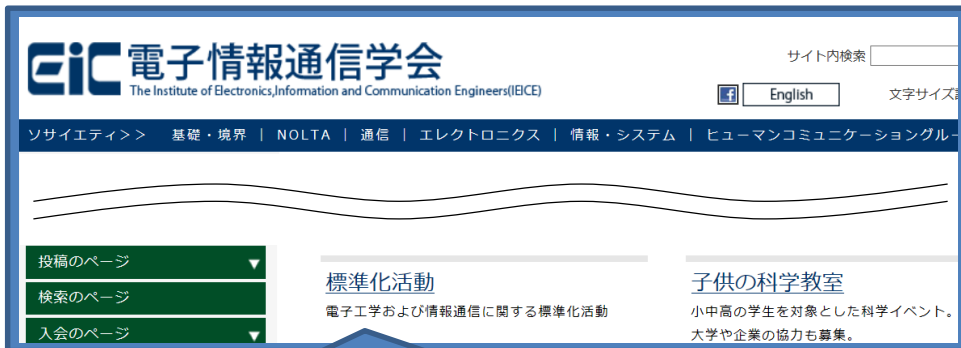 EiC 電子情報通信学会
The Institute of Electronics,Information and Communication Engineers(IEICE)
サイト内検索
f English 文字サイズ
ソサイエティ>> 基礎・境界 | NOLTA | 通信 | エレクトロニクス | 情報・システム | ヒューマンコミュニケーショングルー
投稿のページ ▼
検索のページ
入会のページ ▼
標準化活動
電子工学および情報通信に関する標準化活動
子供の科学教室
小中高の学生を対象とした科学イベント。
大学や企業の協力も募集。